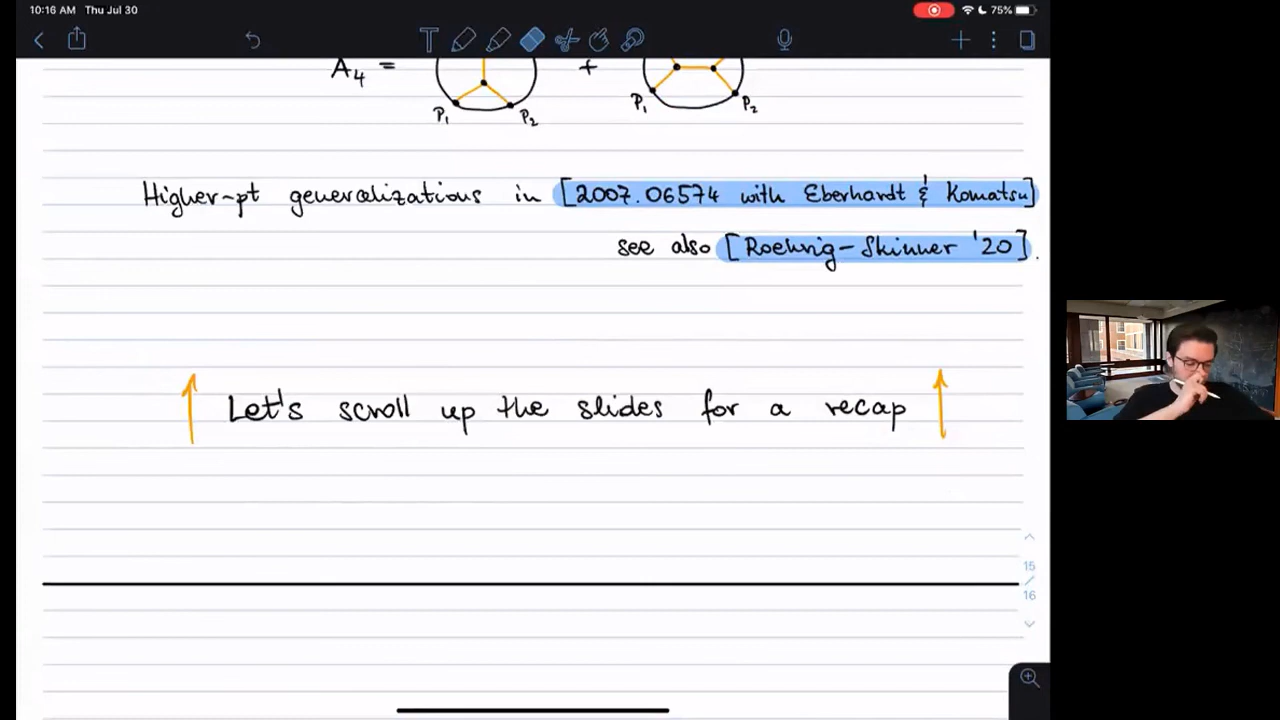 10:16 AM Thu Jul 30
75%
A4 = +
P1 P2 P1 P2
Higher-pt generalizations in [2007.06574 with Eberhardt & Komatsu]
see also [Roehrig-Skinner '20].
Let's scroll up the slides for a recap
15
/
16